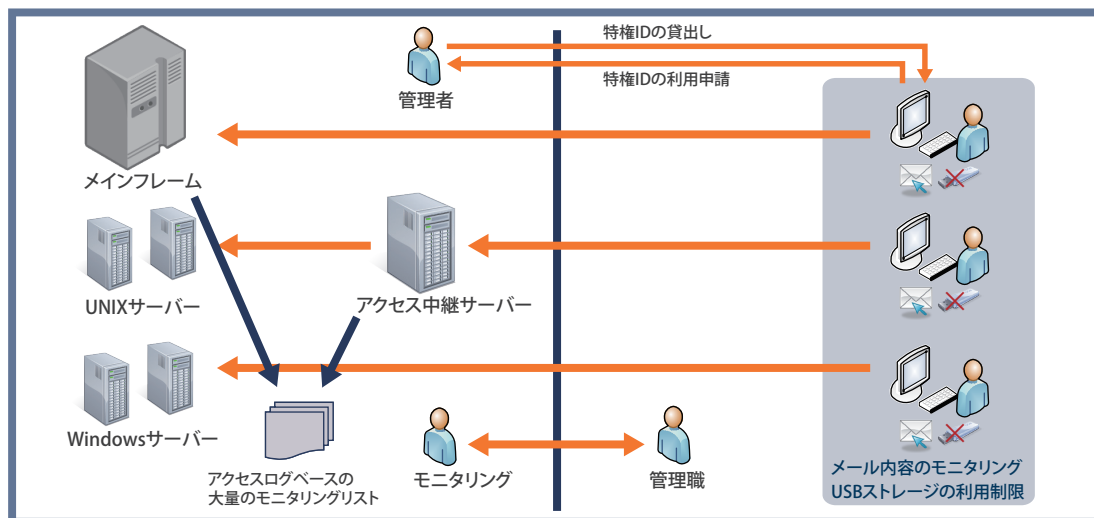 特権IDの貸出し
特権IDの利用申請
管理者
メインフレーム
UNIXサーバー
アクセス中継サーバー
Windowsサーバー
アクセスログベースの
大量のモニタリングリスト
モニタリング
管理職
メール内容のモニタリング
USBストレージの利用制限